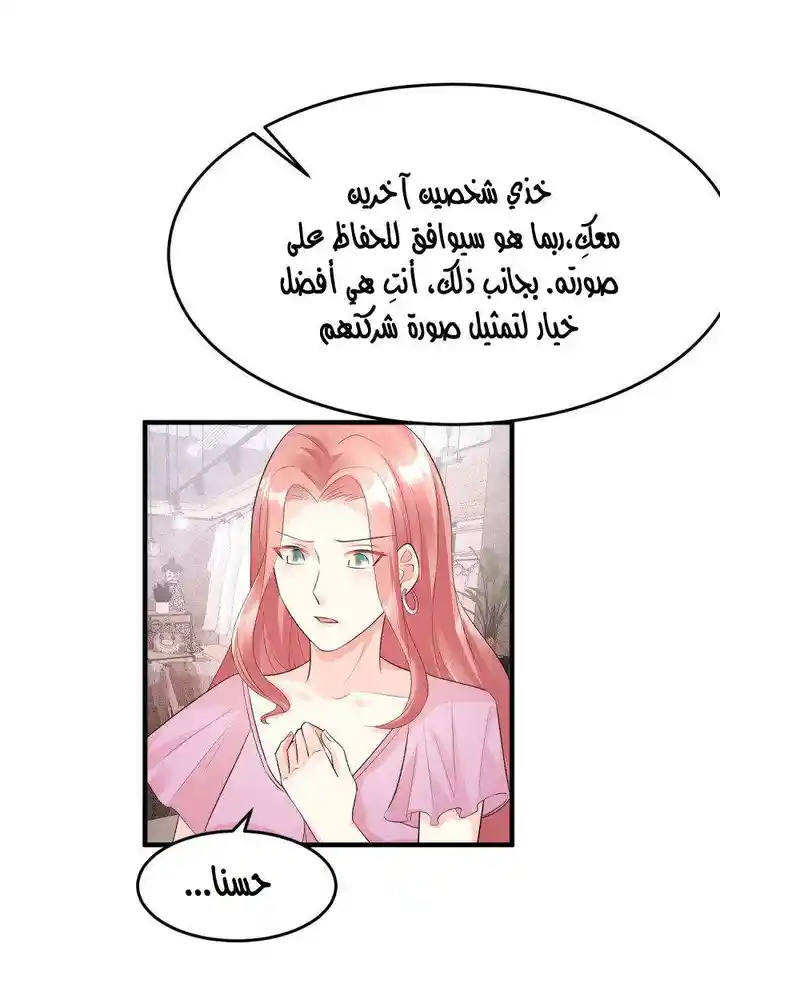 خذي شخصين آخرين
معكِ،ربما هو سيوافق للحفاظ على
صورته. بجانب ذلك، أنتِ هي أفضل
خيار لتمثيل صورة شركتهم
حسنا...